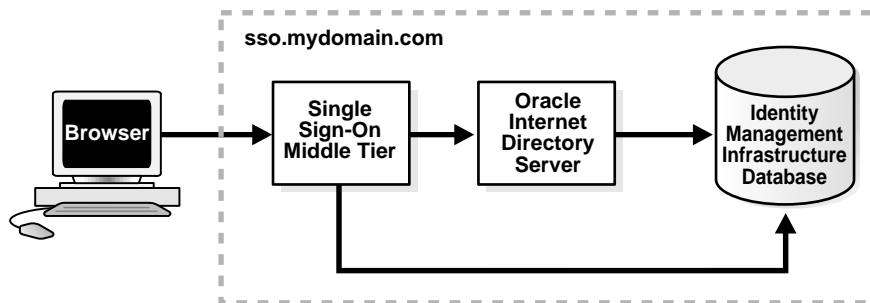 sso.mydomain.com
Browser
Single
Sign-On
Middle Tier
Oracle
Internet
Directory
Server
Identity
Management
Infrastructure
Database